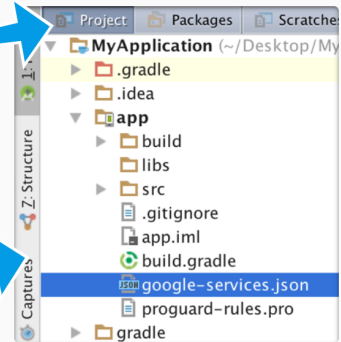 Project Packages Scratche
MyApplication (~/Desktop/My
.gradle
.idea
app
build
libs
src
.gitignore
app.iml
build.gradle
google-services.json
proguard-rules.pro
gradle
1:
Z: Structure
Captures